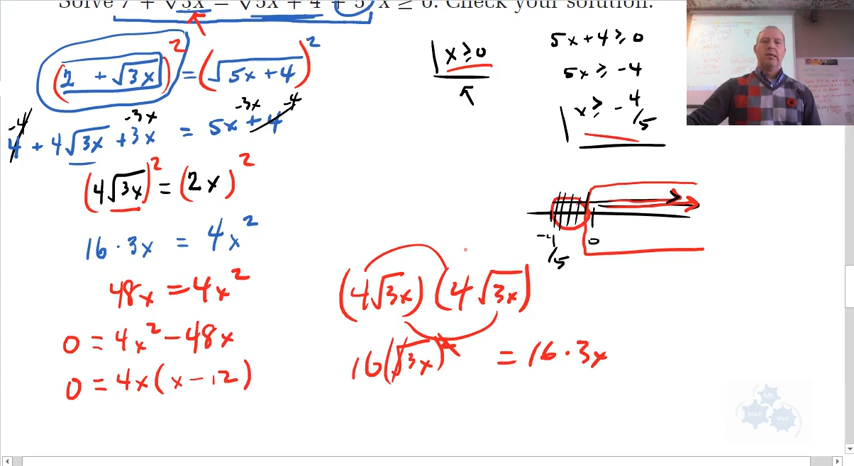 Solve 7 + √3x = √5x + 4 + 5, x ≥ 0. Check your solution.
(2 + √3x)² = (√5x+4)²
-4 -3x -3x -4
4 + 4√3x + 3x = 5x + 4
(4√3x)² = (2x)²
16 · 3x = 4x²
48x = 4x²
0 = 4x² - 48x
0 = 4x(x - 12)
x ≥ 0
5x + 4 ≥ 0
5x ≥ -4
x ≥ -4/5
-4/5 0
(4√3x)(4√3x)
16(√3x)² = 16 · 3x